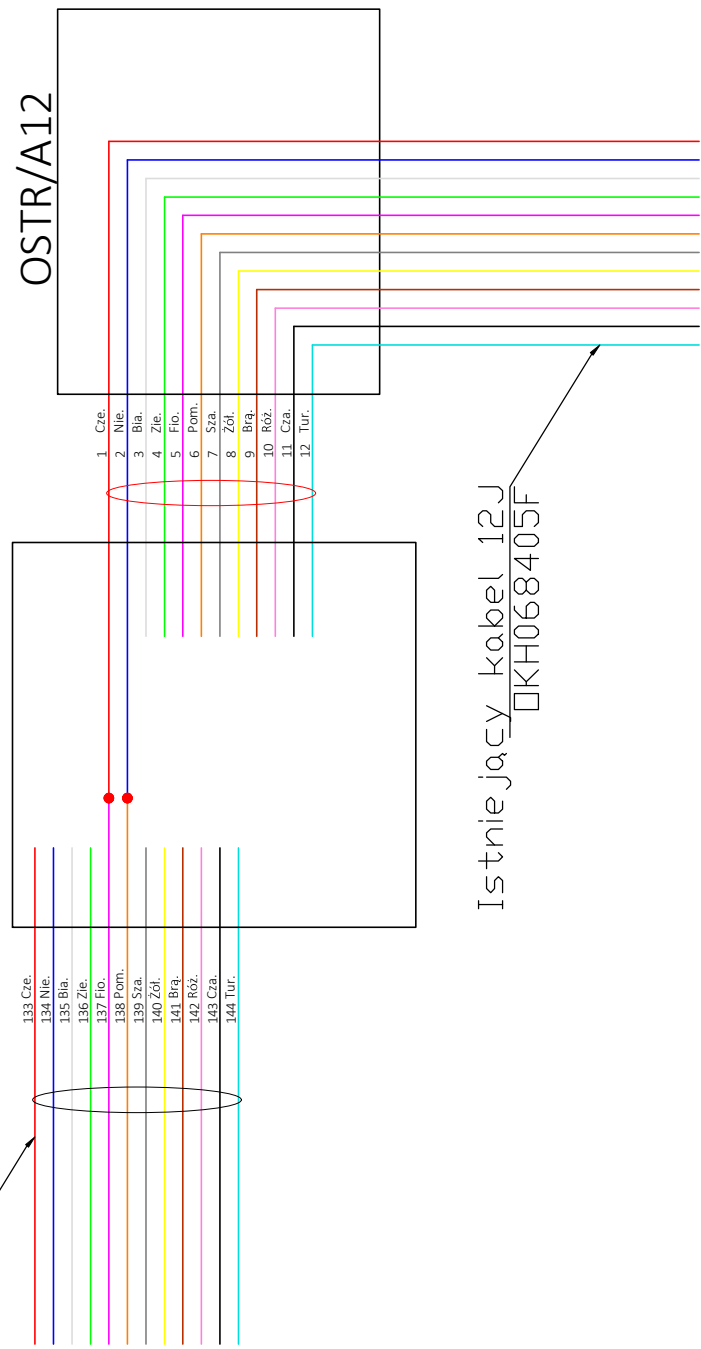 OSTR/A12
1 Cze.
2 Nie.
3 Bia.
4 Zie.
5 Fio.
6 Pom.
7 Sza.
8 Żół.
9 Brą.
10 Róż.
11 Cza.
12 Tur.
Istniejący kabel 12J
OKH068405F
133 Cze.
134 Nie.
135 Bia.
136 Zie.
137 Fio.
138 Pom.
139 Sza.
140 Żół.
141 Brą.
142 Róż.
143 Cza.
144 Tur.